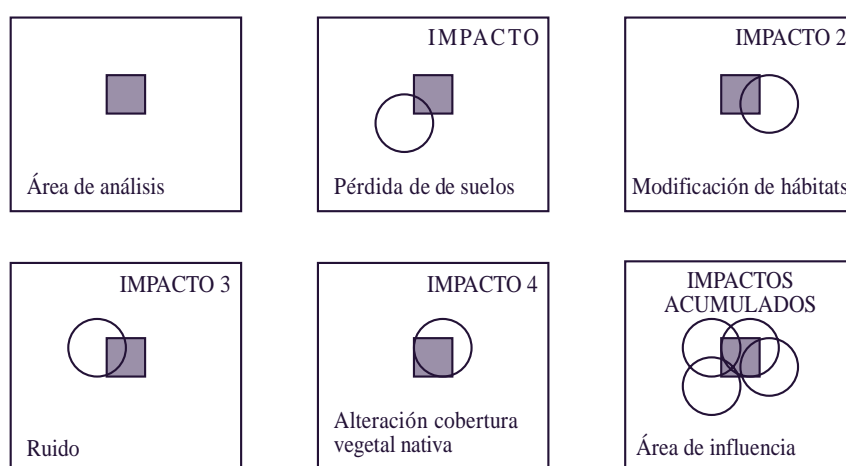 Área de análisis
IMPACTO
Pérdida de de suelos
IMPACTO 2
Modificación de hábitats
IMPACTO 3
Ruido
IMPACTO 4
Alteración cobertura
vegetal nativa
IMPACTOS
ACUMULADOS
Área de influencia